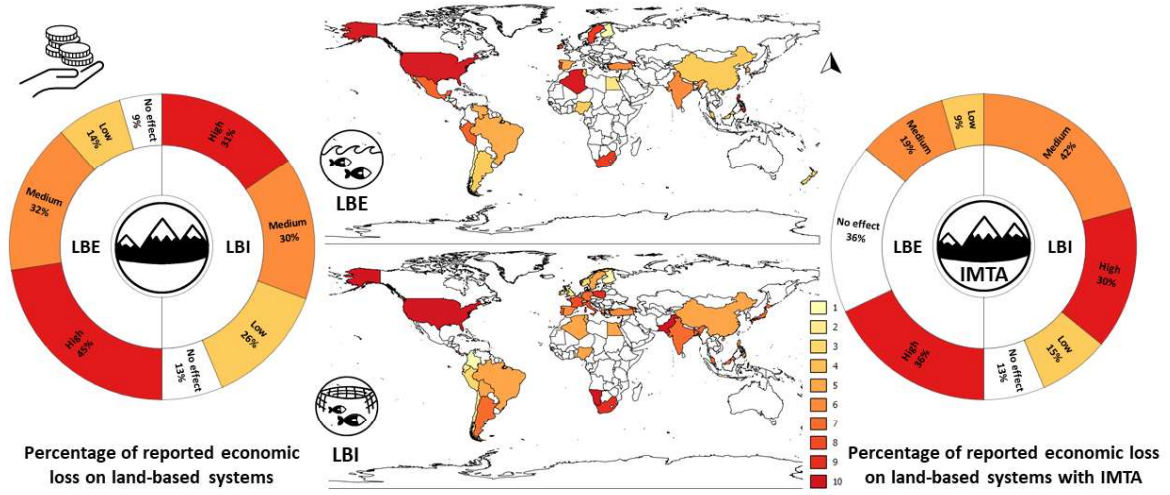 No effect
9%
Low
14%
Medium
32%
High
45%
High
31%
Medium
30%
Low
26%
No effect
13%
LBE
LBI
Percentage of reported economic
loss on land-based systems
LBE
LBI
1
2
3
4
5
6
7
8
9
10
Low
9%
Medium
19%
No effect
36%
High
36%
Medium
42%
High
30%
Low
15%
No effect
13%
LBE
LBI
IMTA
Percentage of reported economic loss
on land-based systems with IMTA